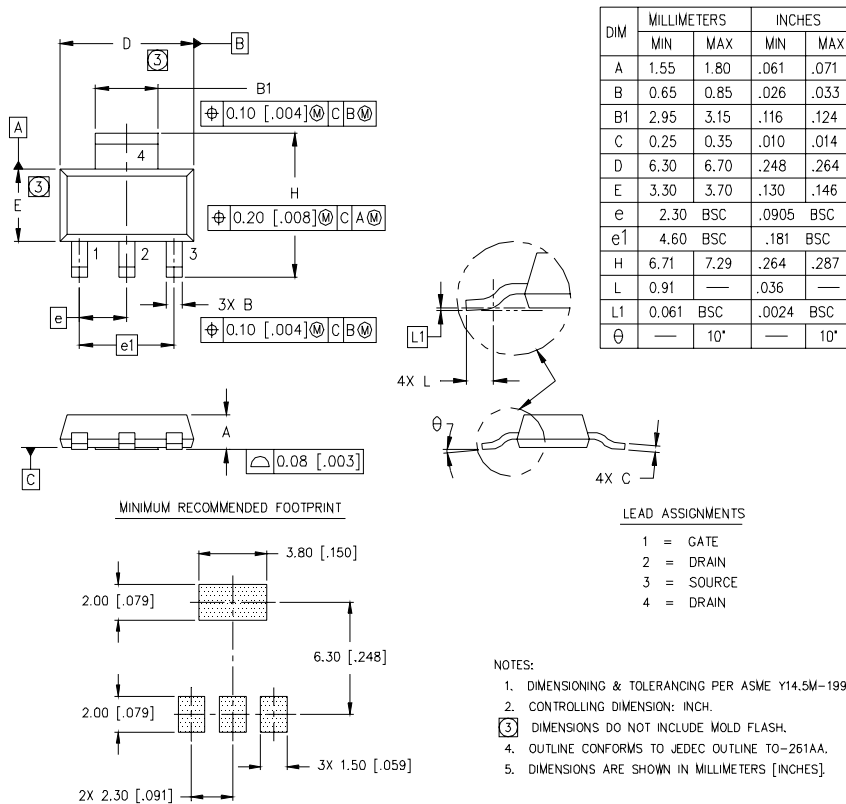 D
B
3
B1
⌖ 0.10 [.004]Ⓜ C BⓂ
A
4
3
E
H
⌖ 0.20 [.008]Ⓜ C AⓂ
1 2 3
3X B
e
⌖ 0.10 [.004]Ⓜ C BⓂ
e1
L1
4X L
A
C
⌓ 0.08 [.003]
θ
4X C
DIM MILLIMETERS INCHES
MIN MAX MIN MAX
A 1.55 1.80 .061 .071
B 0.65 0.85 .026 .033
B1 2.95 3.15 .116 .124
C 0.25 0.35 .010 .014
D 6.30 6.70 .248 .264
E 3.30 3.70 .130 .146
e 2.30 BSC .0905 BSC
e1 4.60 BSC .181 BSC
H 6.71 7.29 .264 .287
L 0.91 — .036 —
L1 0.061 BSC .0024 BSC
θ — 10° — 10°
MINIMUM RECOMMENDED FOOTPRINT
3.80 [.150]
2.00 [.079]
6.30 [.248]
2.00 [.079]
3X 1.50 [.059]
2X 2.30 [.091]
LEAD ASSIGNMENTS
1 = GATE
2 = DRAIN
3 = SOURCE
4 = DRAIN
NOTES:
1. DIMENSIONING & TOLERANCING PER ASME Y14.5M-199
2. CONTROLLING DIMENSION: INCH.
3 DIMENSIONS DO NOT INCLUDE MOLD FLASH.
4. OUTLINE CONFORMS TO JEDEC OUTLINE TO-261AA.
5. DIMENSIONS ARE SHOWN IN MILLIMETERS [INCHES].